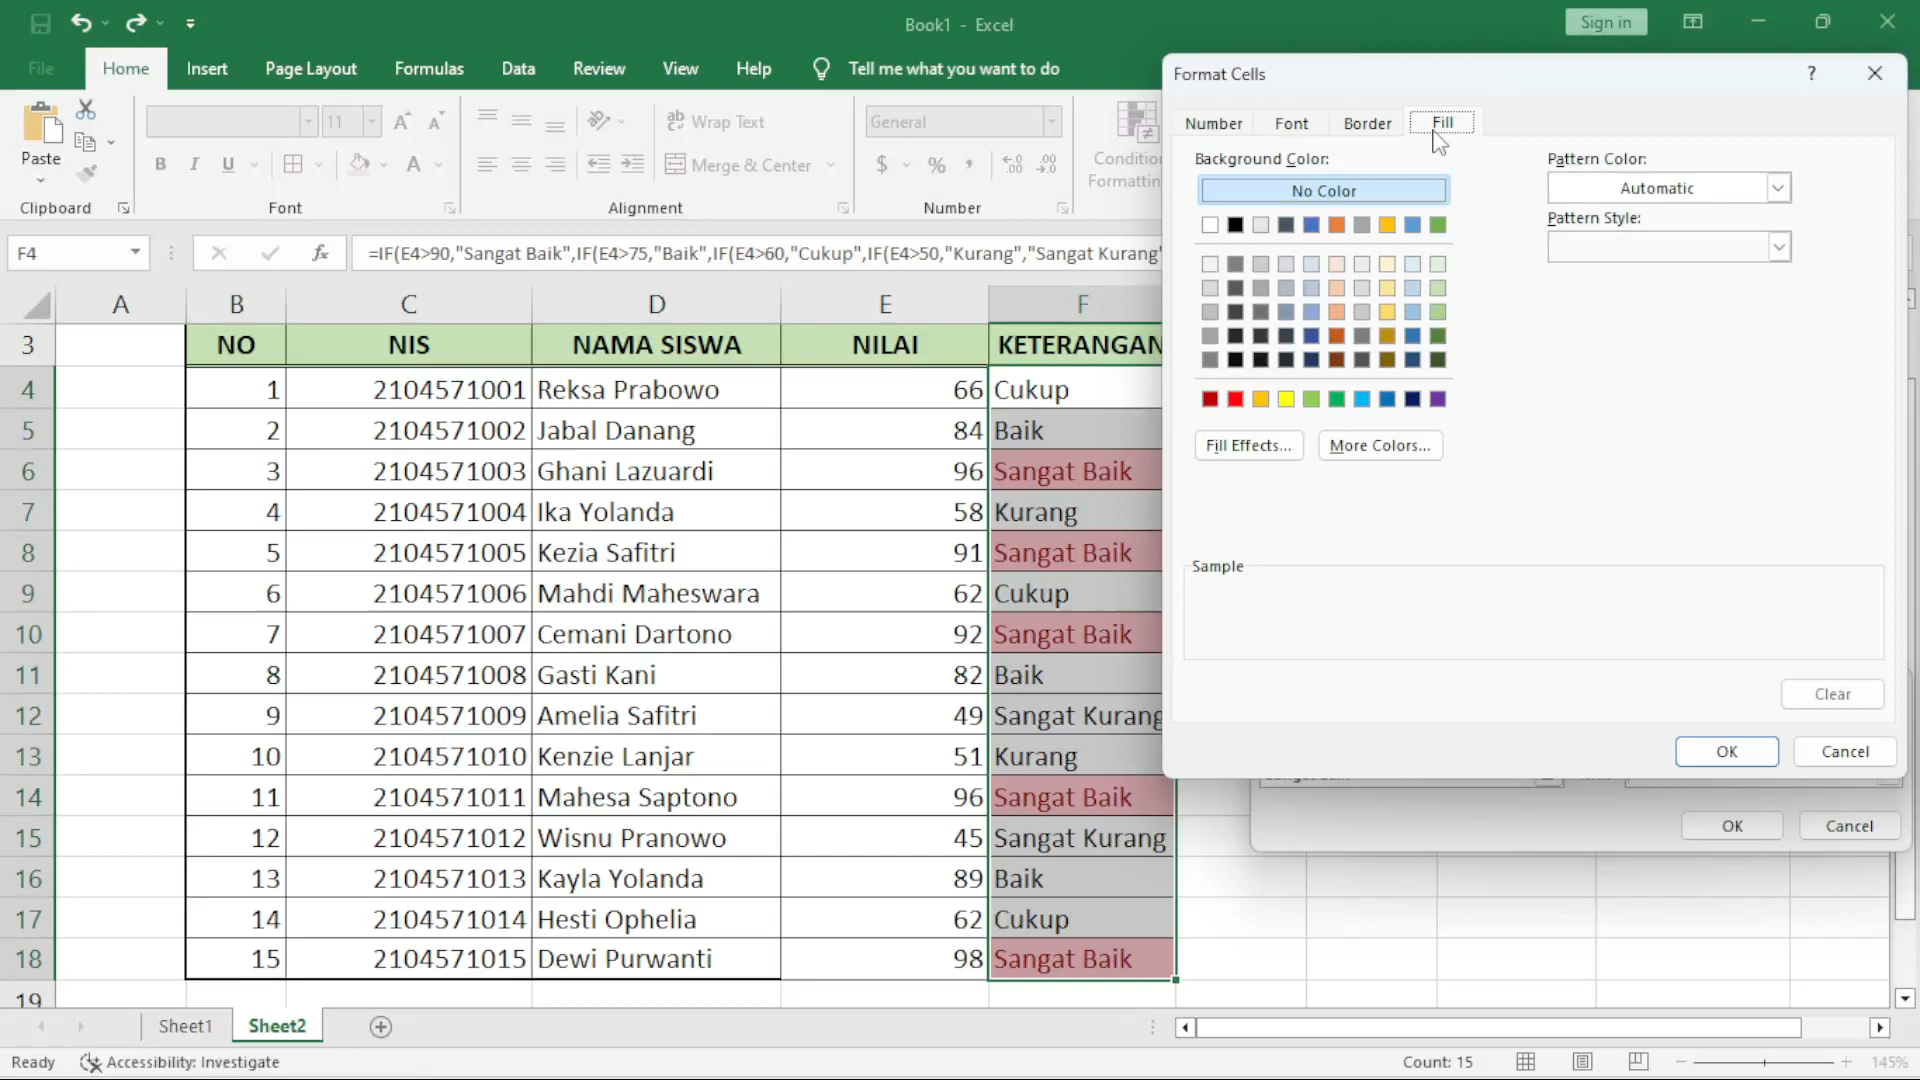 Book1 - Excel
Sign in
File Home Insert Page Layout Formulas Data Review View Help Tell me what you want to do
Paste
11
Wrap Text
Merge & Center
General
Conditio
Formattin
Clipboard Font Alignment Number
F4
=IF(E4>90,"Sangat Baik",IF(E4>75,"Baik",IF(E4>60,"Cukup",IF(E4>50,"Kurang","Sangat Kurang"
A B C D E F
3 NO NIS NAMA SISWA NILAI KETERANGAN
4 1 2104571001 Reksa Prabowo 66 Cukup
5 2 2104571002 Jabal Danang 84 Baik
6 3 2104571003 Ghani Lazuardi 96 Sangat Baik
7 4 2104571004 Ika Yolanda 58 Kurang
8 5 2104571005 Kezia Safitri 91 Sangat Baik
9 6 2104571006 Mahdi Maheswara 62 Cukup
10 7 2104571007 Cemani Dartono 92 Sangat Baik
11 8 2104571008 Gasti Kani 82 Baik
12 9 2104571009 Amelia Safitri 49 Sangat Kurang
13 10 2104571010 Kenzie Lanjar 51 Kurang
14 11 2104571011 Mahesa Saptono 96 Sangat Baik
15 12 2104571012 Wisnu Pranowo 45 Sangat Kurang
16 13 2104571013 Kayla Yolanda 89 Baik
17 14 2104571014 Hesti Ophelia 62 Cukup
18 15 2104571015 Dewi Purwanti 98 Sangat Baik
19
Format Cells
Number Font Border Fill
Background Color:
No Color
Pattern Color:
Automatic
Pattern Style:
Fill Effects... More Colors...
Sample
Clear
OK Cancel
OK Cancel
Sheet1 Sheet2
Ready Accessibility: Investigate Count: 15 145%